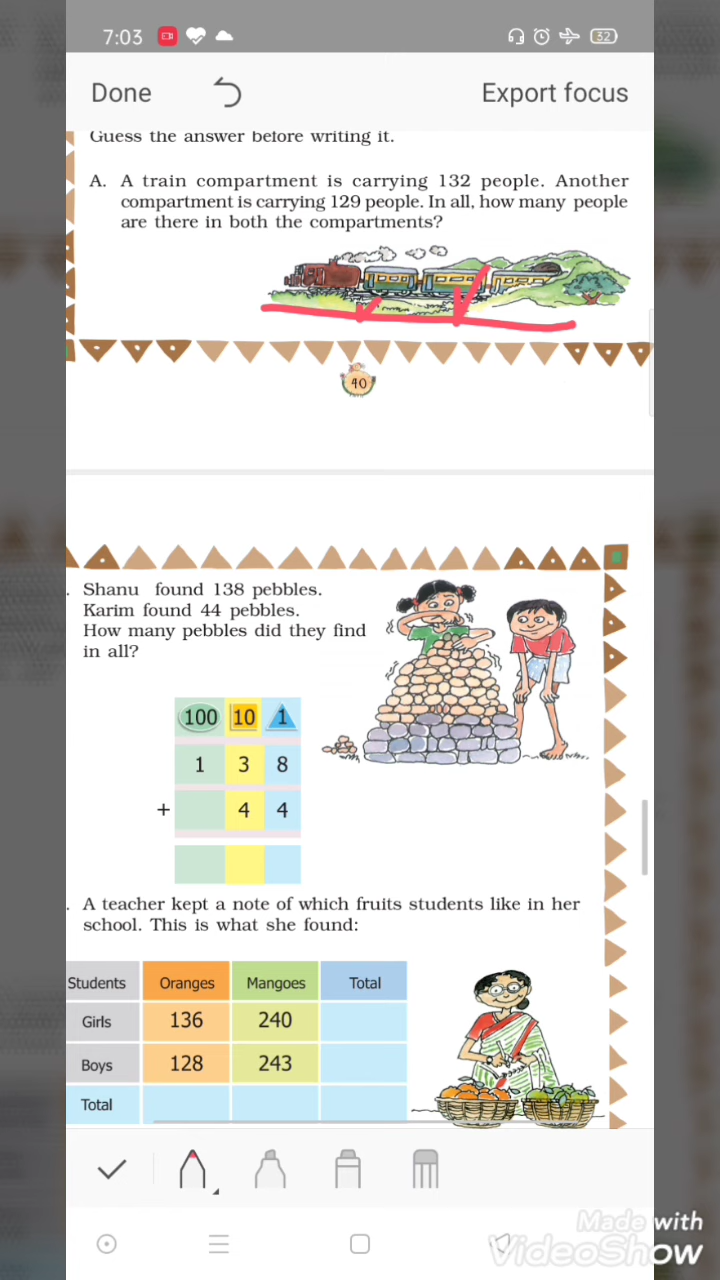 7:03
32
Done
Export focus
Guess the answer before writing it.
A. A train compartment is carrying 132 people. Another
compartment is carrying 129 people. In all, how many people
are there in both the compartments?
40
. Shanu found 138 pebbles.
Karim found 44 pebbles.
How many pebbles did they find
in all?
100 10 1
1 3 8
+ 4 4
. A teacher kept a note of which fruits students like in her
school. This is what she found:
Students Oranges Mangoes Total
Girls 136 240
Boys 128 243
Total
Made with
VideoShow